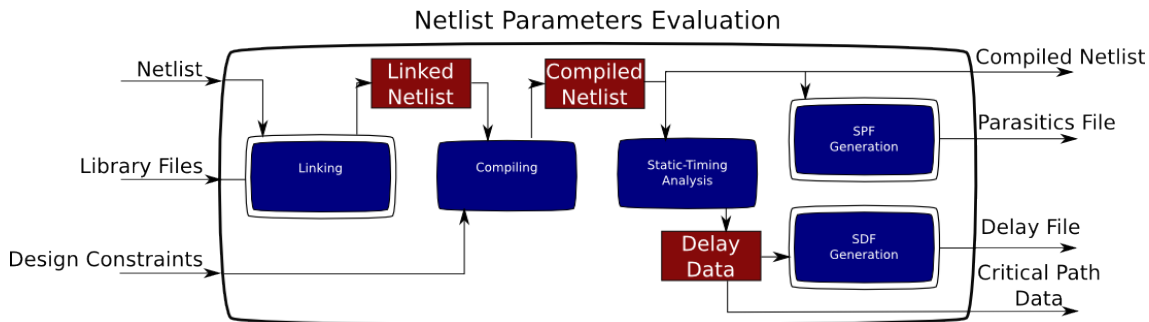 Netlist Parameters Evaluation
Netlist
Linked
Netlist
Compiled
Netlist
Compiled Netlist
Library Files
Linking
Compiling
Static-Timing
Analysis
SPF
Generation
Parasitics File
Design Constraints
Delay
Data
SDF
Generation
Delay File
Critical Path
Data